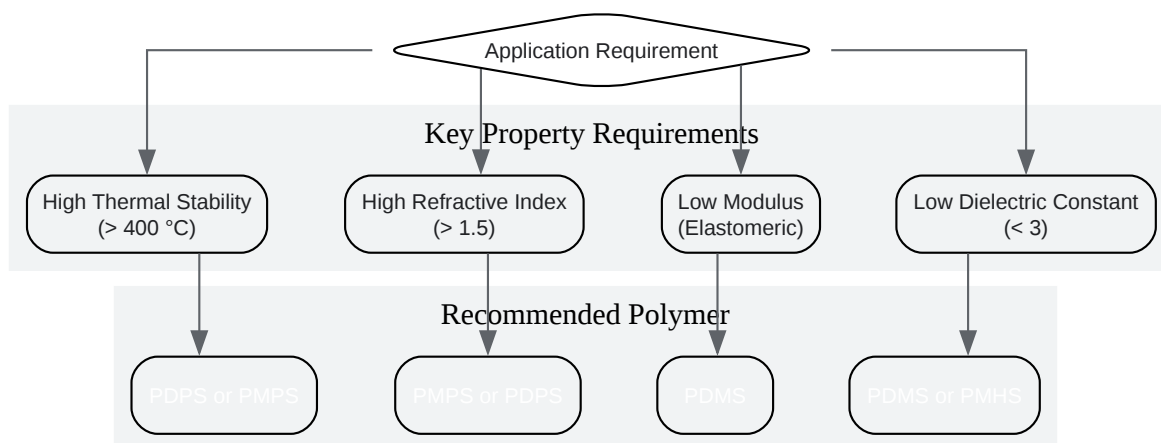 Application Requirement
Key Property Requirements
High Thermal Stability
(> 400 °C)
High Refractive Index
(> 1.5)
Low Modulus
(Elastomeric)
Low Dielectric Constant
(< 3)
Recommended Polymer
PDPS or PMPS
PMPS or PDPS
PDMS
PDMS or PMHS